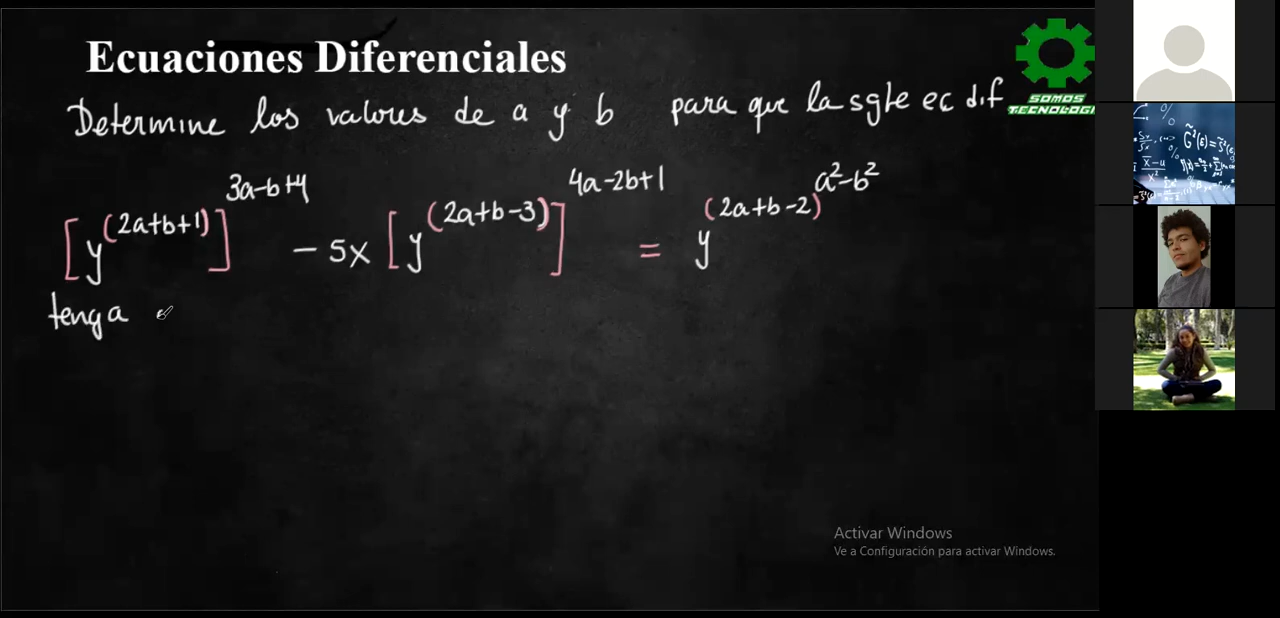 Ecuaciones Diferenciales
SOMOS
TECNOLOGI
Determine los valores de a y b para que la sgte ec dif
[y^(2a+b+1)]^3a-b+4 - 5x [y^(2a+b-3)]^4a-2b+1 = y^(2a+b-2)^a²-b²
tenga
Activar Windows
Ve a Configuración para activar Windows.